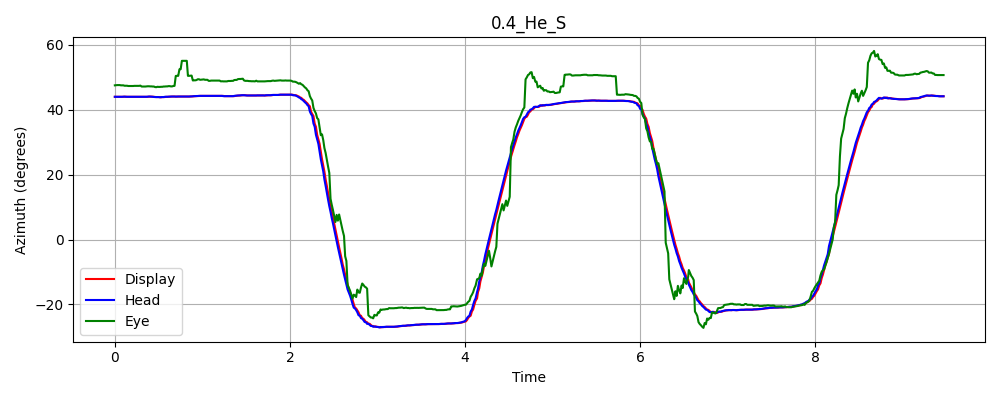 0.4_He_S
Azimuth (degrees)
60
40
20
0
−20
Display
Head
Eye
0 2 4 6 8
Time